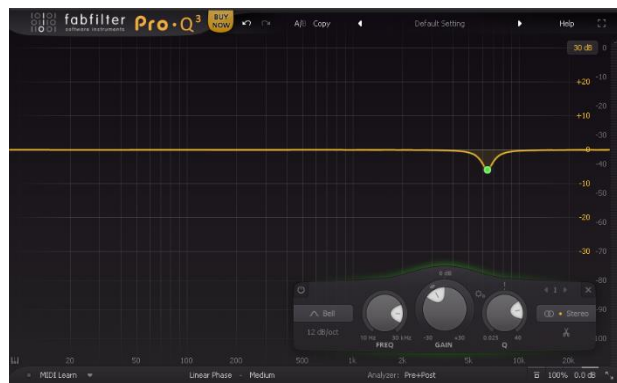 fabfilter Pro·Q³ BUY NOW A/B Copy Default Setting Help
software instruments
30 dB 0
+20 -10
-20
+10
-30
0
-40
-10
-50
-20 -60
-30 -70
0 dB
-80
4 1
Bell Stereo
-90
12 dB/oct 10 Hz 30 kHz -30 +30 0.025 40
FREQ GAIN Q
-100
20 50 100 200 500 1k 2k 5k 10k 20k
MIDI Learn Linear Phase - Medium Analyzer: Pre+Post 100% 0.0 dB